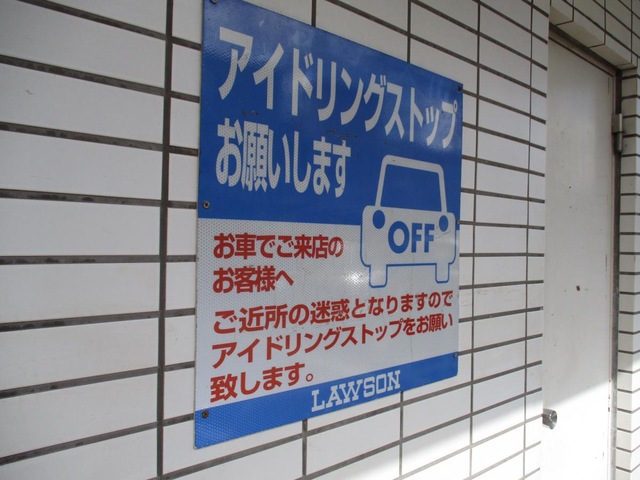 アイドリングストップ
お願いします
OFF
お車でご来店の
お客様へ
ご近所の迷惑となりますので
アイドリングストップをお願い
致します。
LAWSON